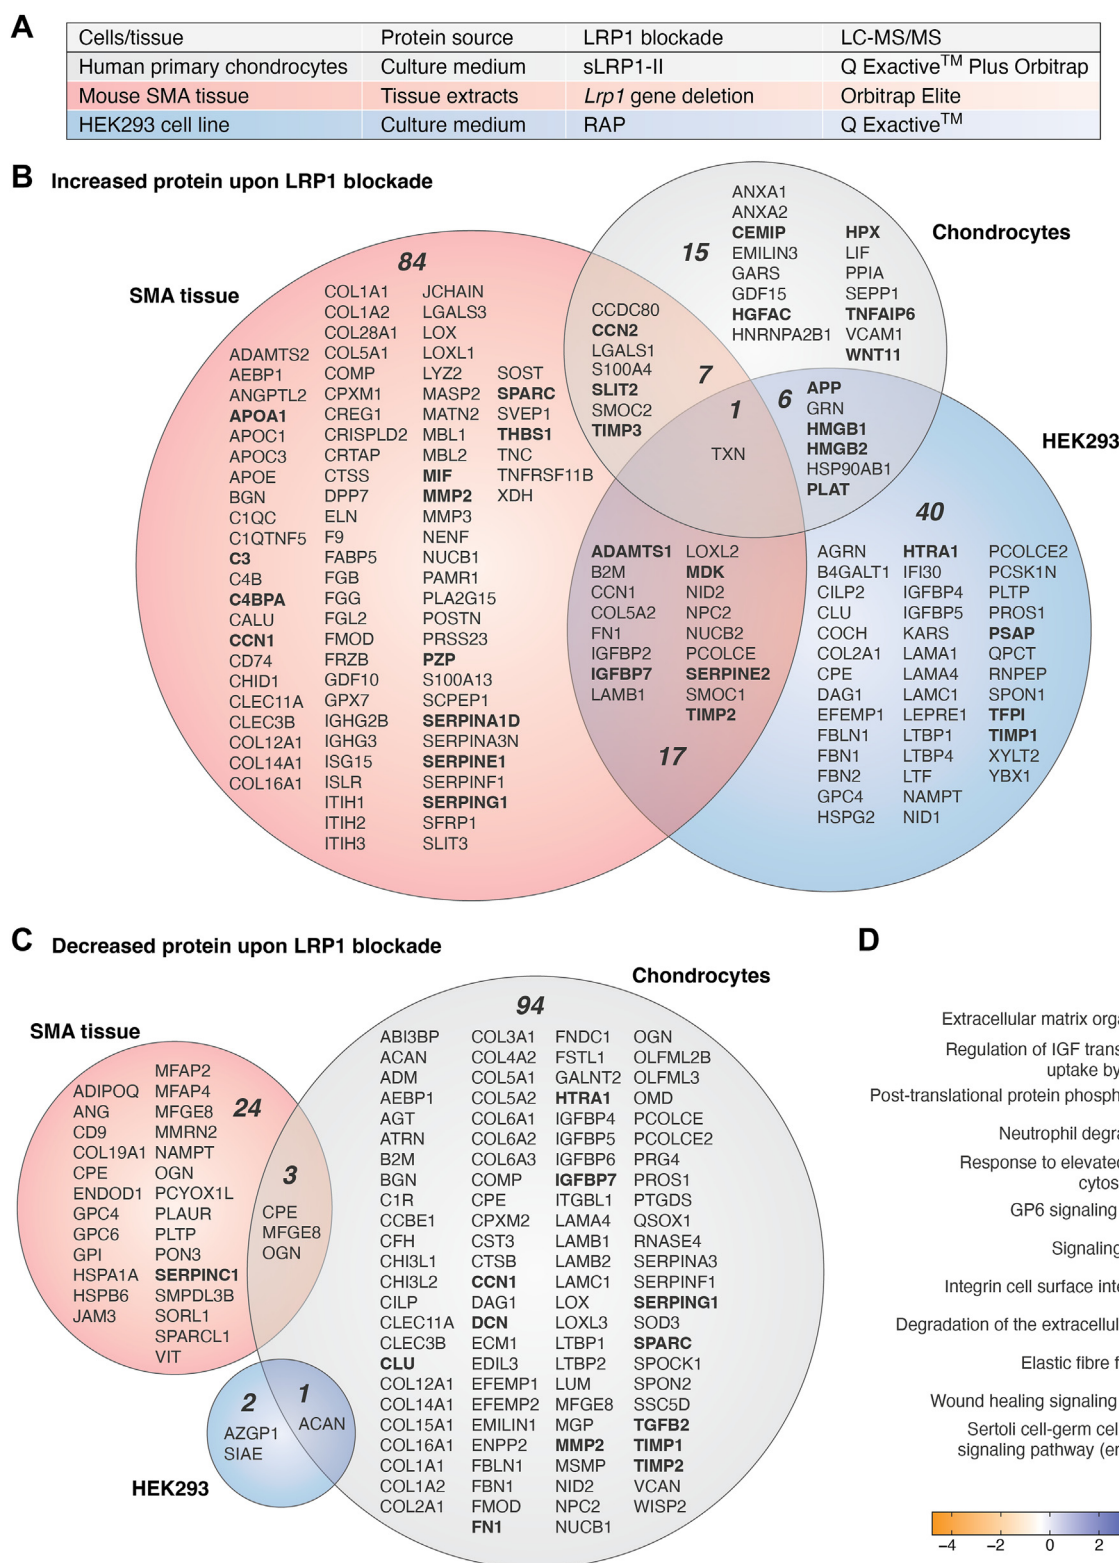 A
Cells/tissue Protein source LRP1 blockade LC-MS/MS
Human primary chondrocytes Culture medium sLRP1-II Q Exactive™ Plus Orbitrap
Mouse SMA tissue Tissue extracts Lrp1 gene deletion Orbitrap Elite
HEK293 cell line Culture medium RAP Q Exactive™
B Increased protein upon LRP1 blockade
SMA tissue
84
ADAMTS2
AEBP1
ANGPTL2
APOA1
APOC1
APOC3
APOE
BGN
C1QC
C1QTNF5
C3
C4B
C4BPA
CALU
CCN1
CD74
CHID1
CLEC11A
CLEC3B
COL12A1
COL14A1
COL16A1
COL1A1
COL1A2
COL28A1
COL5A1
COMP
CPXM1
CREG1
CRISPLD2
CRTAP
CTSS
DPP7
ELN
F9
FABP5
FGB
FGG
FGL2
FMOD
FRZB
GDF10
GPX7
IGHG2B
IGHG3
ISG15
ISLR
ITIH1
ITIH2
ITIH3
JCHAIN
LGALS3
LOX
LOXL1
LYZ2
MASP2
MATN2
MBL1
MBL2
MIF
MMP2
MMP3
NENF
NUCB1
PAMR1
PLA2G15
POSTN
PRSS23
PZP
S100A13
SCPEP1
SERPINA1D
SERPINA3N
SERPINE1
SERPINF1
SERPING1
SFRP1
SLIT3
SOST
SPARC
SVEP1
THBS1
TNC
TNFRSF11B
XDH
Chondrocytes
15
ANXA1
ANXA2
CEMIP
EMILIN3
GARS
GDF15
HGFAC
HNRNPA2B1
HPX
LIF
PPIA
SEPP1
TNFAIP6
VCAM1
WNT11
7
CCDC80
CCN2
LGALS1
S100A4
SLIT2
SMOC2
TIMP3
1
TXN
6
APP
GRN
HMGB1
HMGB2
HSP90AB1
PLAT
HEK293
40
AGRN
B4GALT1
CILP2
CLU
COCH
COL2A1
CPE
DAG1
EFEMP1
FBLN1
FBN1
FBN2
GPC4
HSPG2
HTRA1
IFI30
IGFBP4
IGFBP5
KARS
LAMA1
LAMA4
LAMC1
LEPRE1
LTBP1
LTBP4
LTF
NAMPT
NID1
PCOLCE2
PCSK1N
PLTP
PROS1
PSAP
QPCT
RNPEP
SPON1
TFPI
TIMP1
XYLT2
YBX1
ADAMTS1
B2M
CCN1
COL5A2
FN1
IGFBP2
IGFBP7
LAMB1
LOXL2
MDK
NID2
NPC2
NUCB2
PCOLCE
SERPINE2
SMOC1
TIMP2
17
C Decreased protein upon LRP1 blockade
SMA tissue
24
ADIPOQ
ANG
CD9
COL19A1
CPE
ENDOD1
GPC4
GPC6
GPI
HSPA1A
HSPB6
JAM3
MFAP2
MFAP4
MFGE8
MMRN2
NAMPT
OGN
PCYOX1L
PLAUR
PLTP
PON3
SERPINC1
SMPDL3B
SORL1
SPARCL1
VIT
3
CPE
MFGE8
OGN
Chondrocytes
94
ABI3BP
ACAN
ADM
AEBP1
AGT
ATRN
B2M
BGN
C1R
CCBE1
CFH
CHI3L1
CHI3L2
CILP
CLEC11A
CLEC3B
CLU
COL12A1
COL14A1
COL15A1
COL16A1
COL1A1
COL1A2
COL2A1
COL3A1
COL4A2
COL5A1
COL5A2
COL6A1
COL6A2
COL6A3
COMP
CPE
CPXM2
CST3
CTSB
CCN1
DAG1
DCN
ECM1
EDIL3
EFEMP1
EFEMP2
EMILIN1
ENPP2
FBLN1
FBN1
FMOD
FN1
FNDC1
FSTL1
GALNT2
HTRA1
IGFBP4
IGFBP5
IGFBP6
IGFBP7
ITGBL1
LAMA4
LAMB1
LAMB2
LAMC1
LOX
LOXL3
LTBP1
LTBP2
LUM
MFGE8
MGP
MMP2
MSMP
NID2
NPC2
NUCB1
OGN
OLFML2B
OLFML3
OMD
PCOLCE
PCOLCE2
PRG4
PROS1
PTGDS
QSOX1
RNASE4
SERPINA3
SERPINF1
SERPING1
SOD3
SPARC
SPOCK1
SPON2
SSC5D
TGFB2
TIMP1
TIMP2
VCAN
WISP2
2
AZGP1
SIAE
1
ACAN
HEK293
D
Extracellular matrix orga
Regulation of IGF trans
uptake by
Post-translational protein phosph
Neutrophil degra
Response to elevated
cytos
GP6 signaling
Signaling
Integrin cell surface inte
Degradation of the extracellul
Elastic fibre f
Wound healing signaling
Sertoli cell-germ cel
signaling pathway (er
−4 −2 0 2